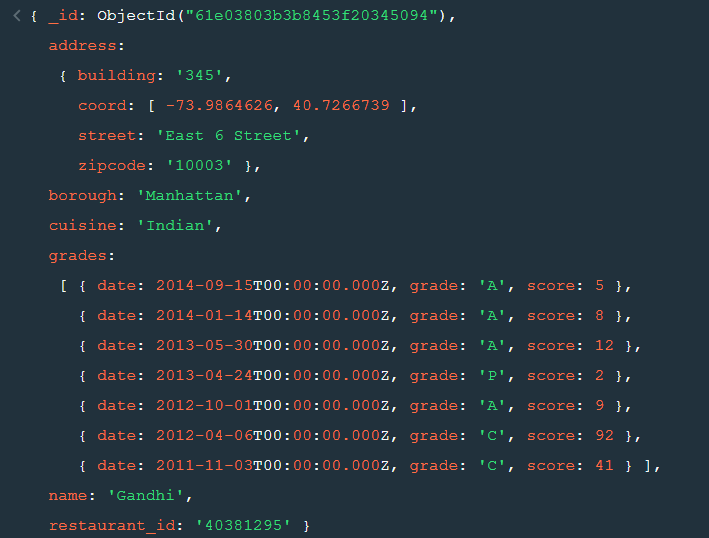 { _id: ObjectId("61e03803b3b8453f20345094"),
address:
{ building: '345',
coord: [ -73.9864626, 40.7266739 ],
street: 'East 6 Street',
zipcode: '10003' },
borough: 'Manhattan',
cuisine: 'Indian',
grades:
[ { date: 2014-09-15T00:00:00.000Z, grade: 'A', score: 5 },
{ date: 2014-01-14T00:00:00.000Z, grade: 'A', score: 8 },
{ date: 2013-05-30T00:00:00.000Z, grade: 'A', score: 12 },
{ date: 2013-04-24T00:00:00.000Z, grade: 'P', score: 2 },
{ date: 2012-10-01T00:00:00.000Z, grade: 'A', score: 9 },
{ date: 2012-04-06T00:00:00.000Z, grade: 'C', score: 92 },
{ date: 2011-11-03T00:00:00.000Z, grade: 'C', score: 41 } ],
name: 'Gandhi',
restaurant_id: '40381295' }